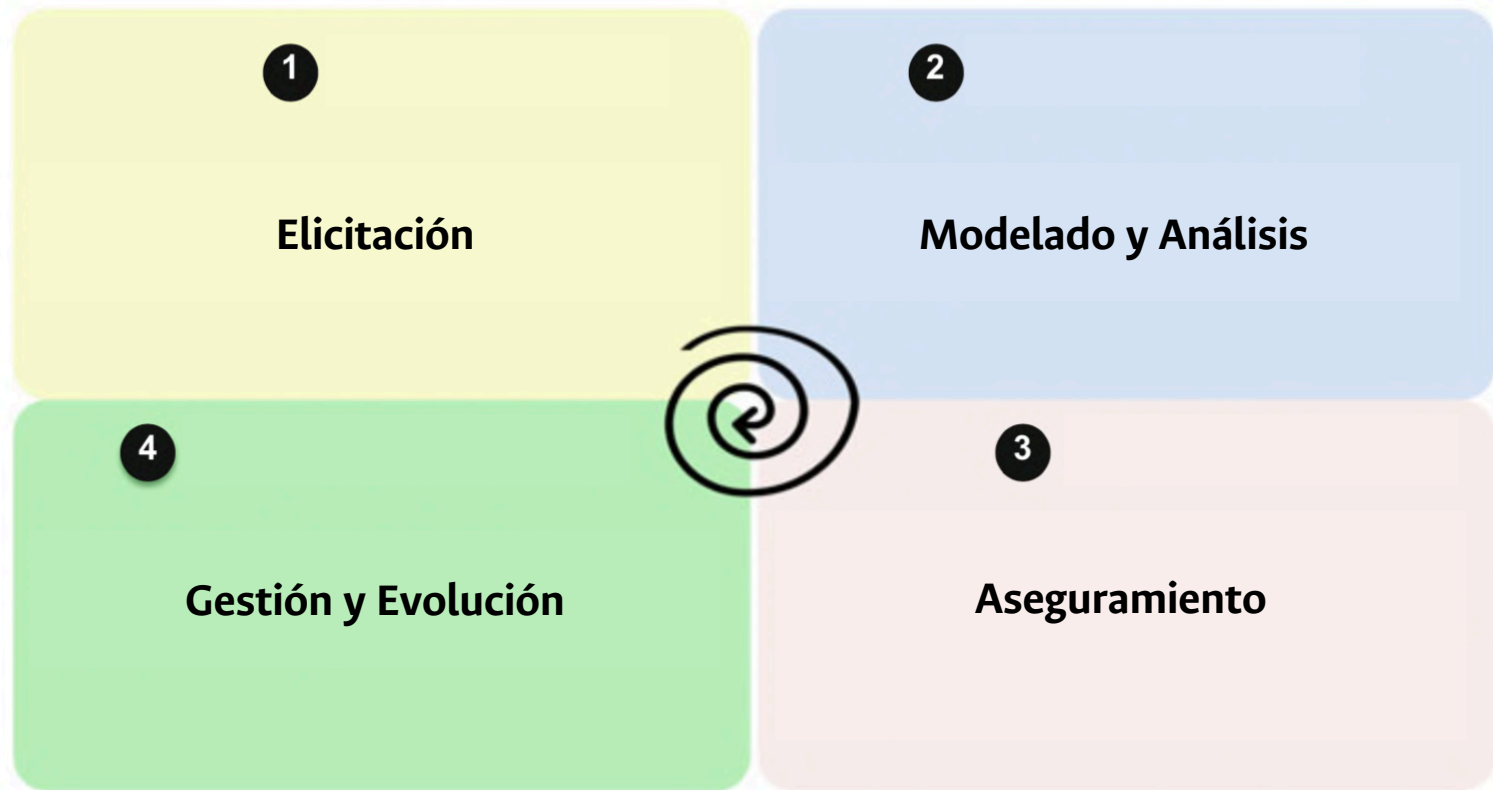 1
Elicitación
2
Modelado y Análisis
3
Aseguramiento
4
Gestión y Evolución